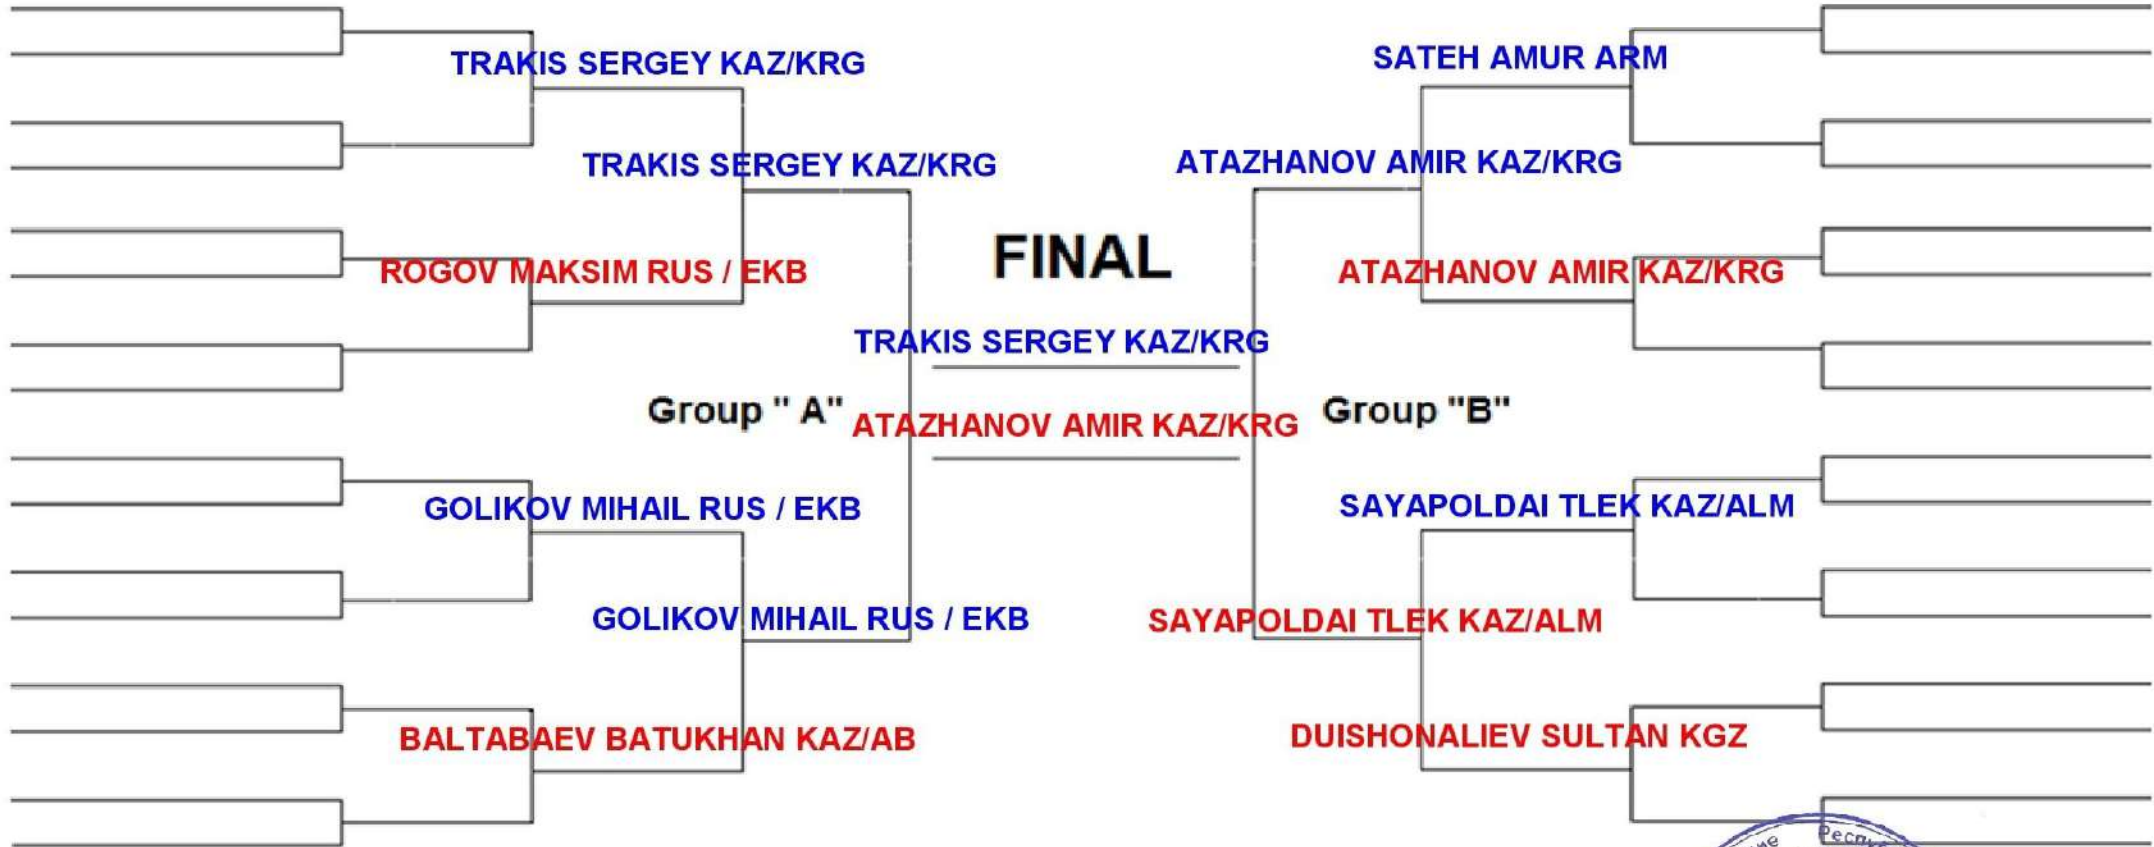 TRAKIS SERGEY KAZ/KRG
SATEH AMUR ARM
TRAKIS SERGEY KAZ/KRG
ATAZHANOV AMIR KAZ/KRG
FINAL
ROGOV MAKSIM RUS / EKB
ATAZHANOV AMIR KAZ/KRG
TRAKIS SERGEY KAZ/KRG
Group " A"
ATAZHANOV AMIR KAZ/KRG
Group "B"
GOLIKOV MIHAIL RUS / EKB
SAYAPOLDAI TLEK KAZ/ALM
GOLIKOV MIHAIL RUS / EKB
SAYAPOLDAI TLEK KAZ/ALM
BALTABAEV BATUKHAN KAZ/AB
DUISHONALIEV SULTAN KGZ